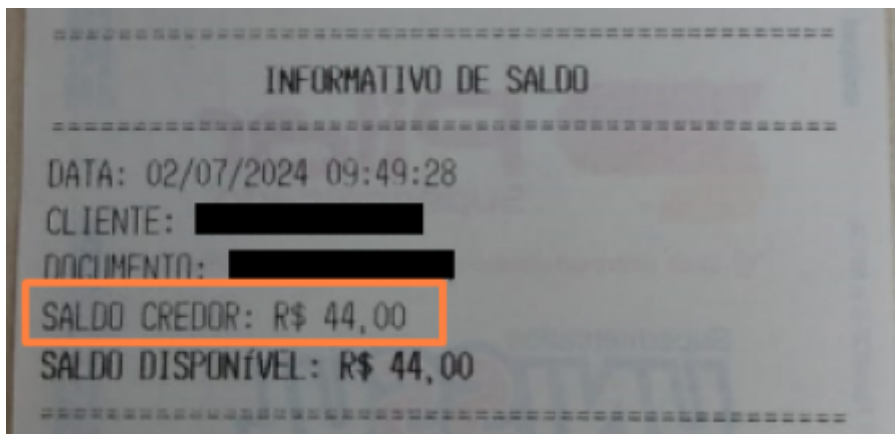 ================================================
INFORMATIVO DE SALDO
================================================
DATA: 02/07/2024 09:49:28
CLIENTE:
DOCUMENTO:
SALDO CREDOR: R$ 44,00
SALDO DISPONÍVEL: R$ 44,00
================================================